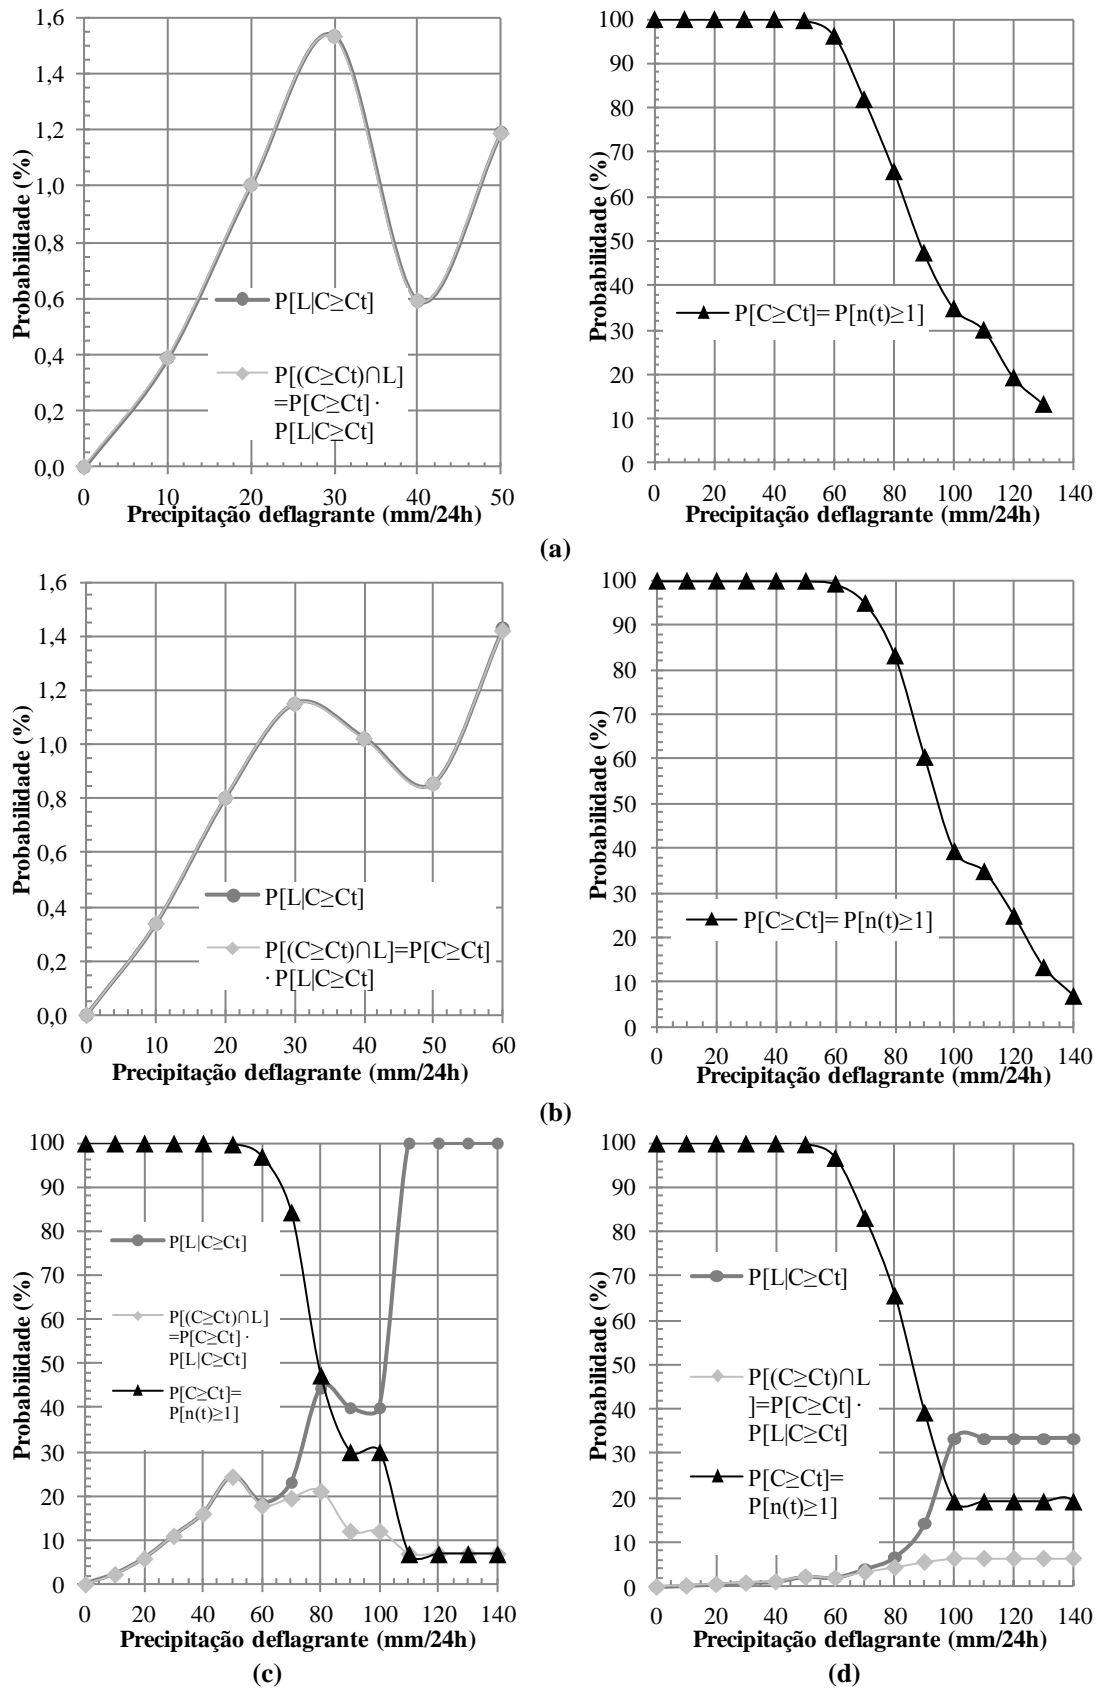 1,6
1,4
1,2
1,0
0,8
0,6
0,4
0,2
0,0
Probabilidade (%)
P[L|C≥Ct]
P[(C≥Ct)∩L]
=P[C≥Ct] ·
P[L|C≥Ct]
0 10 20 30 40 50
Precipitação deflagrante (mm/24h)
100
90
80
70
60
50
40
30
20
10
0
Probabilidade (%)
P[C≥Ct]= P[n(t)≥1]
0 20 40 60 80 100 120 140
Precipitação deflagrante (mm/24h)
(a)
1,6
1,4
1,2
1,0
0,8
0,6
0,4
0,2
0,0
Probabilidade (%)
P[L|C≥Ct]
P[(C≥Ct)∩L]=P[C≥Ct]
· P[L|C≥Ct]
0 10 20 30 40 50 60
Precipitação deflagrante (mm/24h)
100
90
80
70
60
50
40
30
20
10
0
Probabilidade (%)
P[C≥Ct]= P[n(t)≥1]
0 20 40 60 80 100 120 140
Precipitação deflagrante (mm/24h)
(b)
100
90
80
70
60
50
40
30
20
10
0
Probabilidade (%)
P[L|C≥Ct]
P[(C≥Ct)∩L]
=P[C≥Ct] ·
P[L|C≥Ct]
P[C≥Ct]=
P[n(t)≥1]
0 20 40 60 80 100 120 140
Precipitação deflagrante (mm/24h)
(c)
100
90
80
70
60
50
40
30
20
10
0
Probabilidade (%)
P[L|C≥Ct]
P[(C≥Ct)∩L
]=P[C≥Ct] ·
P[L|C≥Ct]
P[C≥Ct]=
P[n(t)≥1]
0 20 40 60 80 100 120 140
Precipitação deflagrante (mm/24h)
(d)